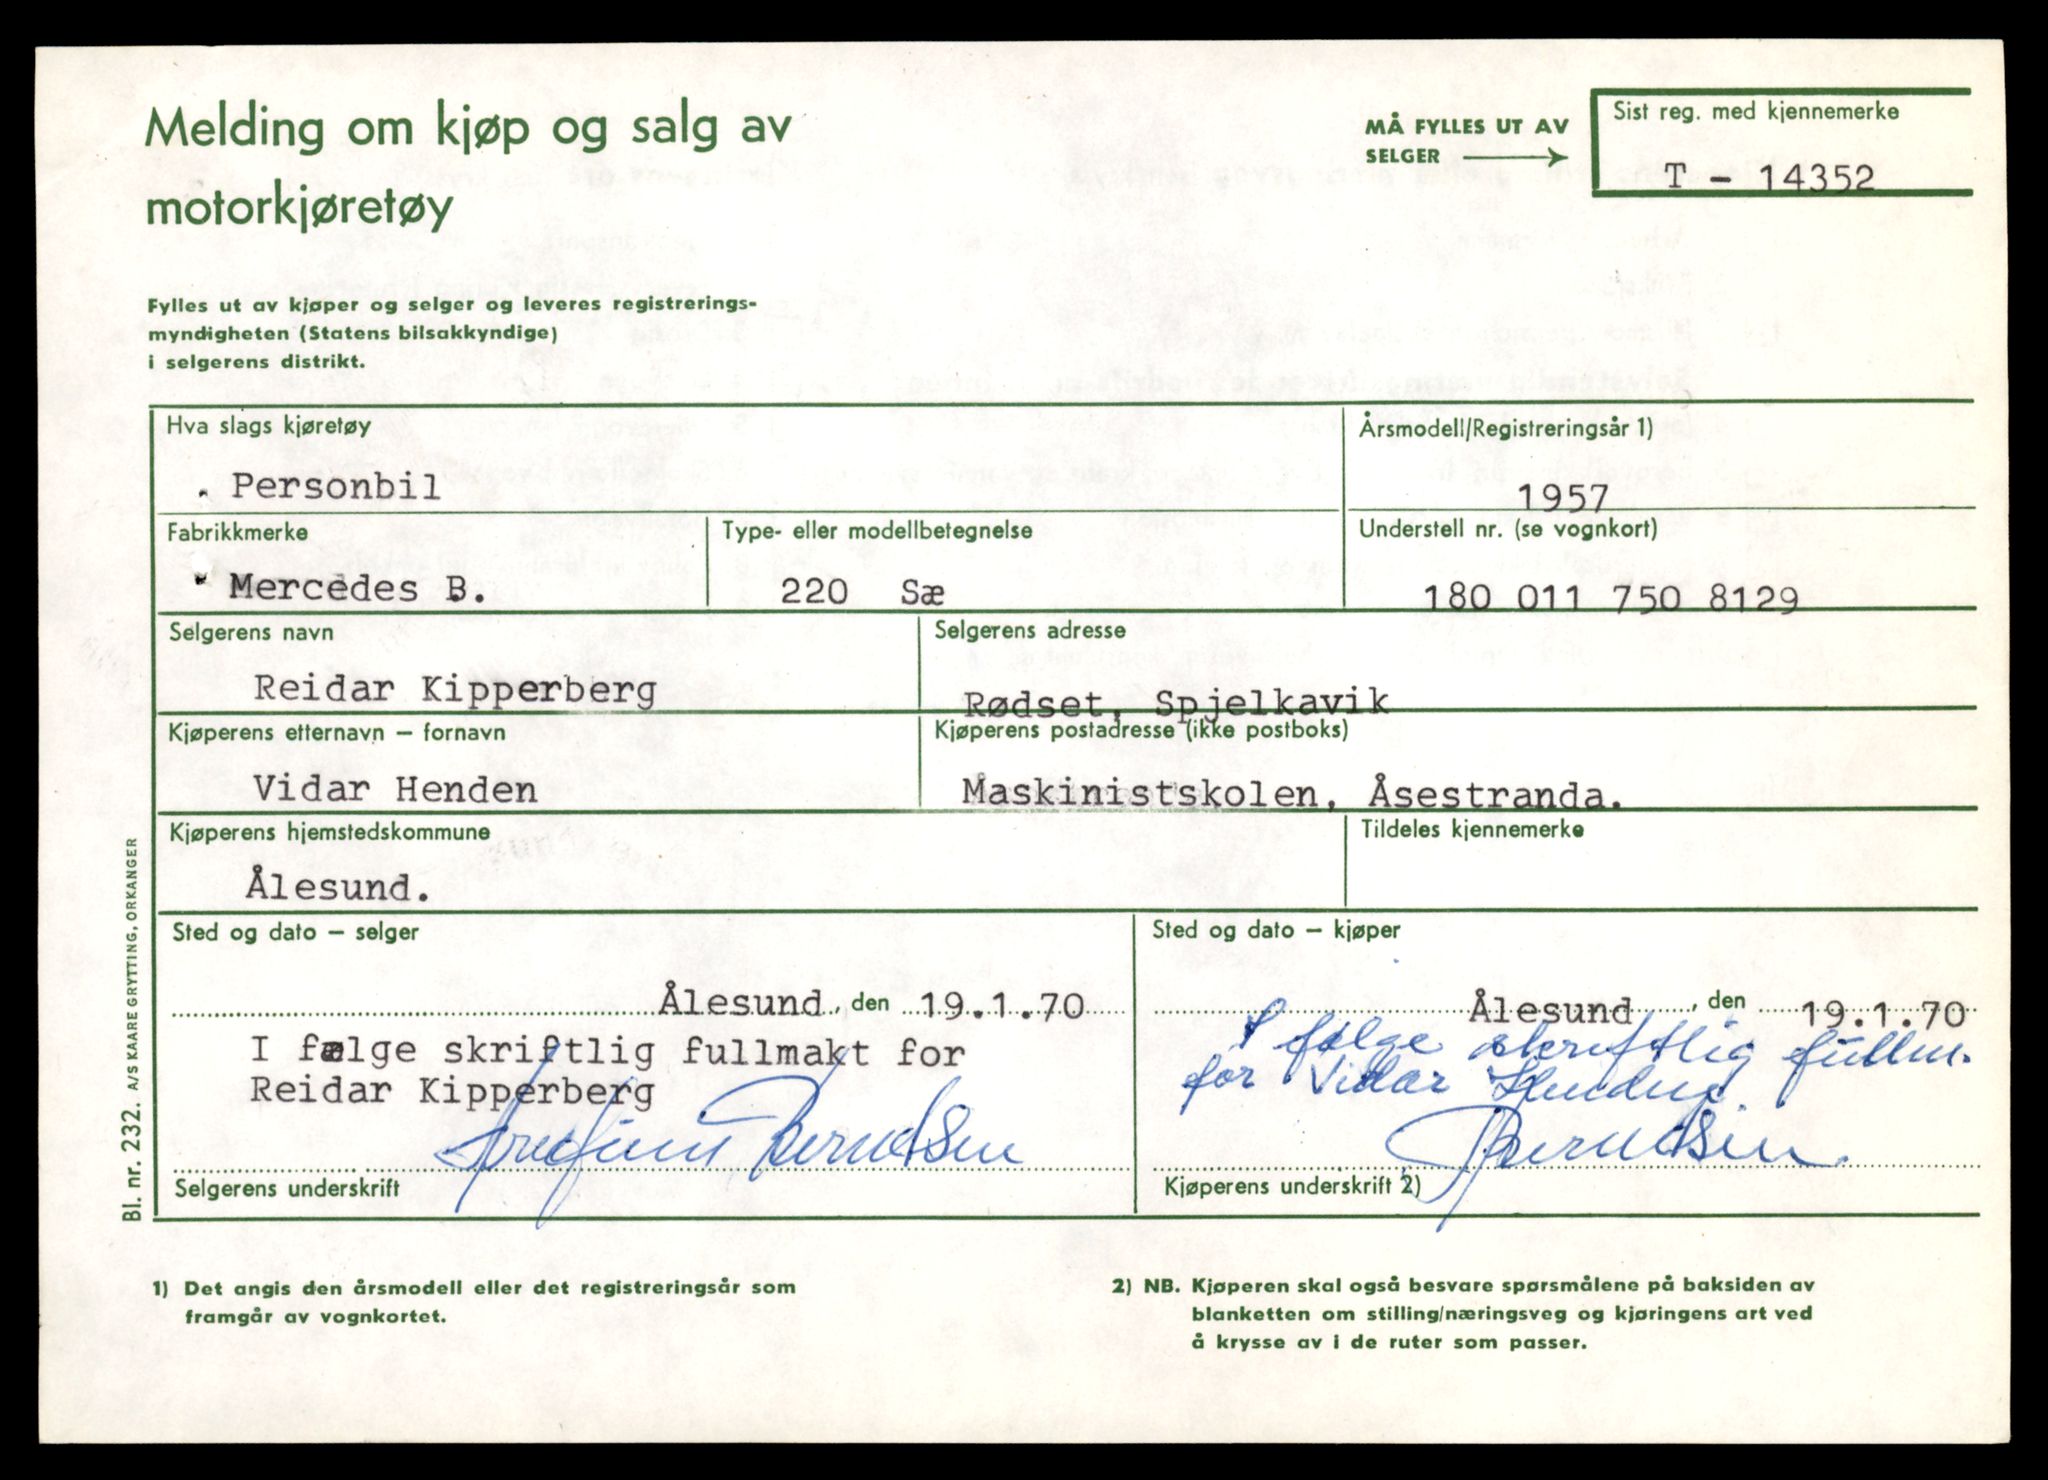 Melding om kjøp og salg av
motorkjøretøy
MÅ FYLLES UT AV
SELGER
Sist reg. med kjennemerke
T - 14352
Fylles ut av kjøper og selger og leveres registrerings-
myndigheten (Statens bilsakkyndige)
i selgerens distrikt.
Hva slags kjøretøy
Personbil
Årsmodell/Registreringsår 1)
1957
Fabrikkmerke
Mercedes B.
Type- eller modellbetegnelse
220 Sæ
Understell nr. (se vognkort)
180 011 750 8129
Selgerens navn
Reidar Kipperberg
Selgerens adresse
Rødset, Spjelkavik
Kjøperens etternavn – fornavn
Vidar Henden
Kjøperens postadresse (ikke postboks)
Maskinistskolen, Åsestranda.
Kjøperens hjemstedskommune
Ålesund.
Tildeles kjennemerke
Sted og dato – selger
Ålesund, den 19.1.70
I følge skriftlig fullmakt for
Reidar Kipperberg
Berndtsen
Selgerens underskrift
Sted og dato – kjøper
Ålesund, den 19.1.70
I følge skriftlig fullm.
for Vidar Henden
Berndtsen
Kjøperens underskrift 2)
1) Det angis den årsmodell eller det registreringsår som
framgår av vognkortet.
2) NB. Kjøperen skal også besvare spørsmålene på baksiden av
blanketten om stilling/næringsveg og kjøringens art ved
å krysse av i de ruter som passer.
Bl. nr. 232. A/S KAARE GRYTTING, ORKANGER